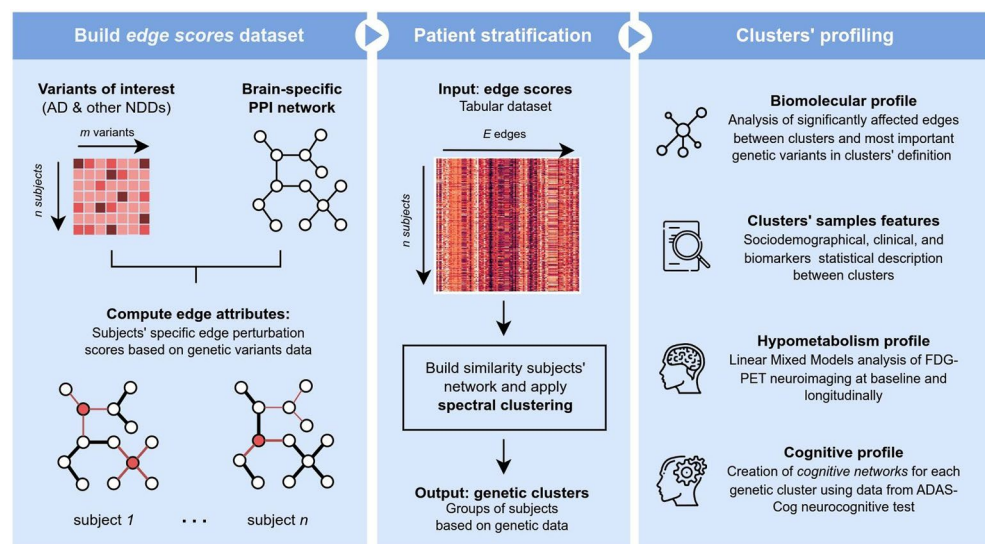 Build edge scores dataset
Variants of interest
(AD & other NDDs)
m variants
n subjects
Brain-specific
PPI network
Compute edge attributes:
Subjects' specific edge perturbation
scores based on genetic variants data
subject 1
. . .
subject n
Patient stratification
Input: edge scores
Tabular dataset
E edges
n subjects
Build similarity subjects'
network and apply
spectral clustering
Output: genetic clusters
Groups of subjects
based on genetic data
Clusters' profiling
Biomolecular profile
Analysis of significantly affected edges
between clusters and most important
genetic variants in clusters' definition
Clusters' samples features
Sociodemographical, clinical, and
biomarkers statistical description
between clusters
Hypometabolism profile
Linear Mixed Models analysis of FDG-
PET neuroimaging at baseline and
longitudinally
Cognitive profile
Creation of cognitive networks for each
genetic cluster using data from ADAS-
Cog neurocognitive test